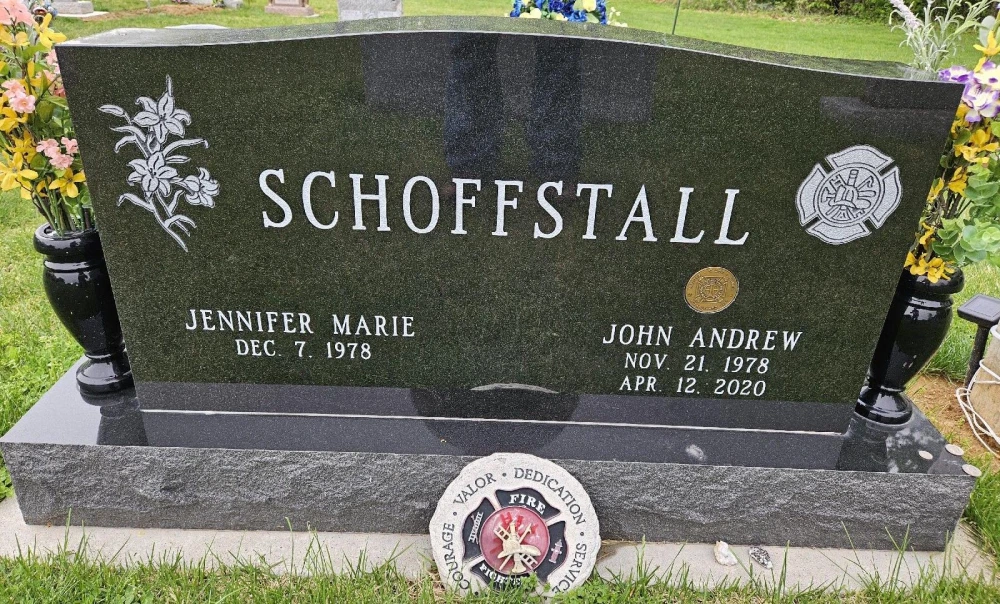 SCHOFFSTALL
JENNIFER MARIE
DEC. 7. 1978
JOHN ANDREW
NOV. 21. 1978
APR. 12. 2020
COURAGE · VALOR · DEDICATION · SERVICE
FIRE